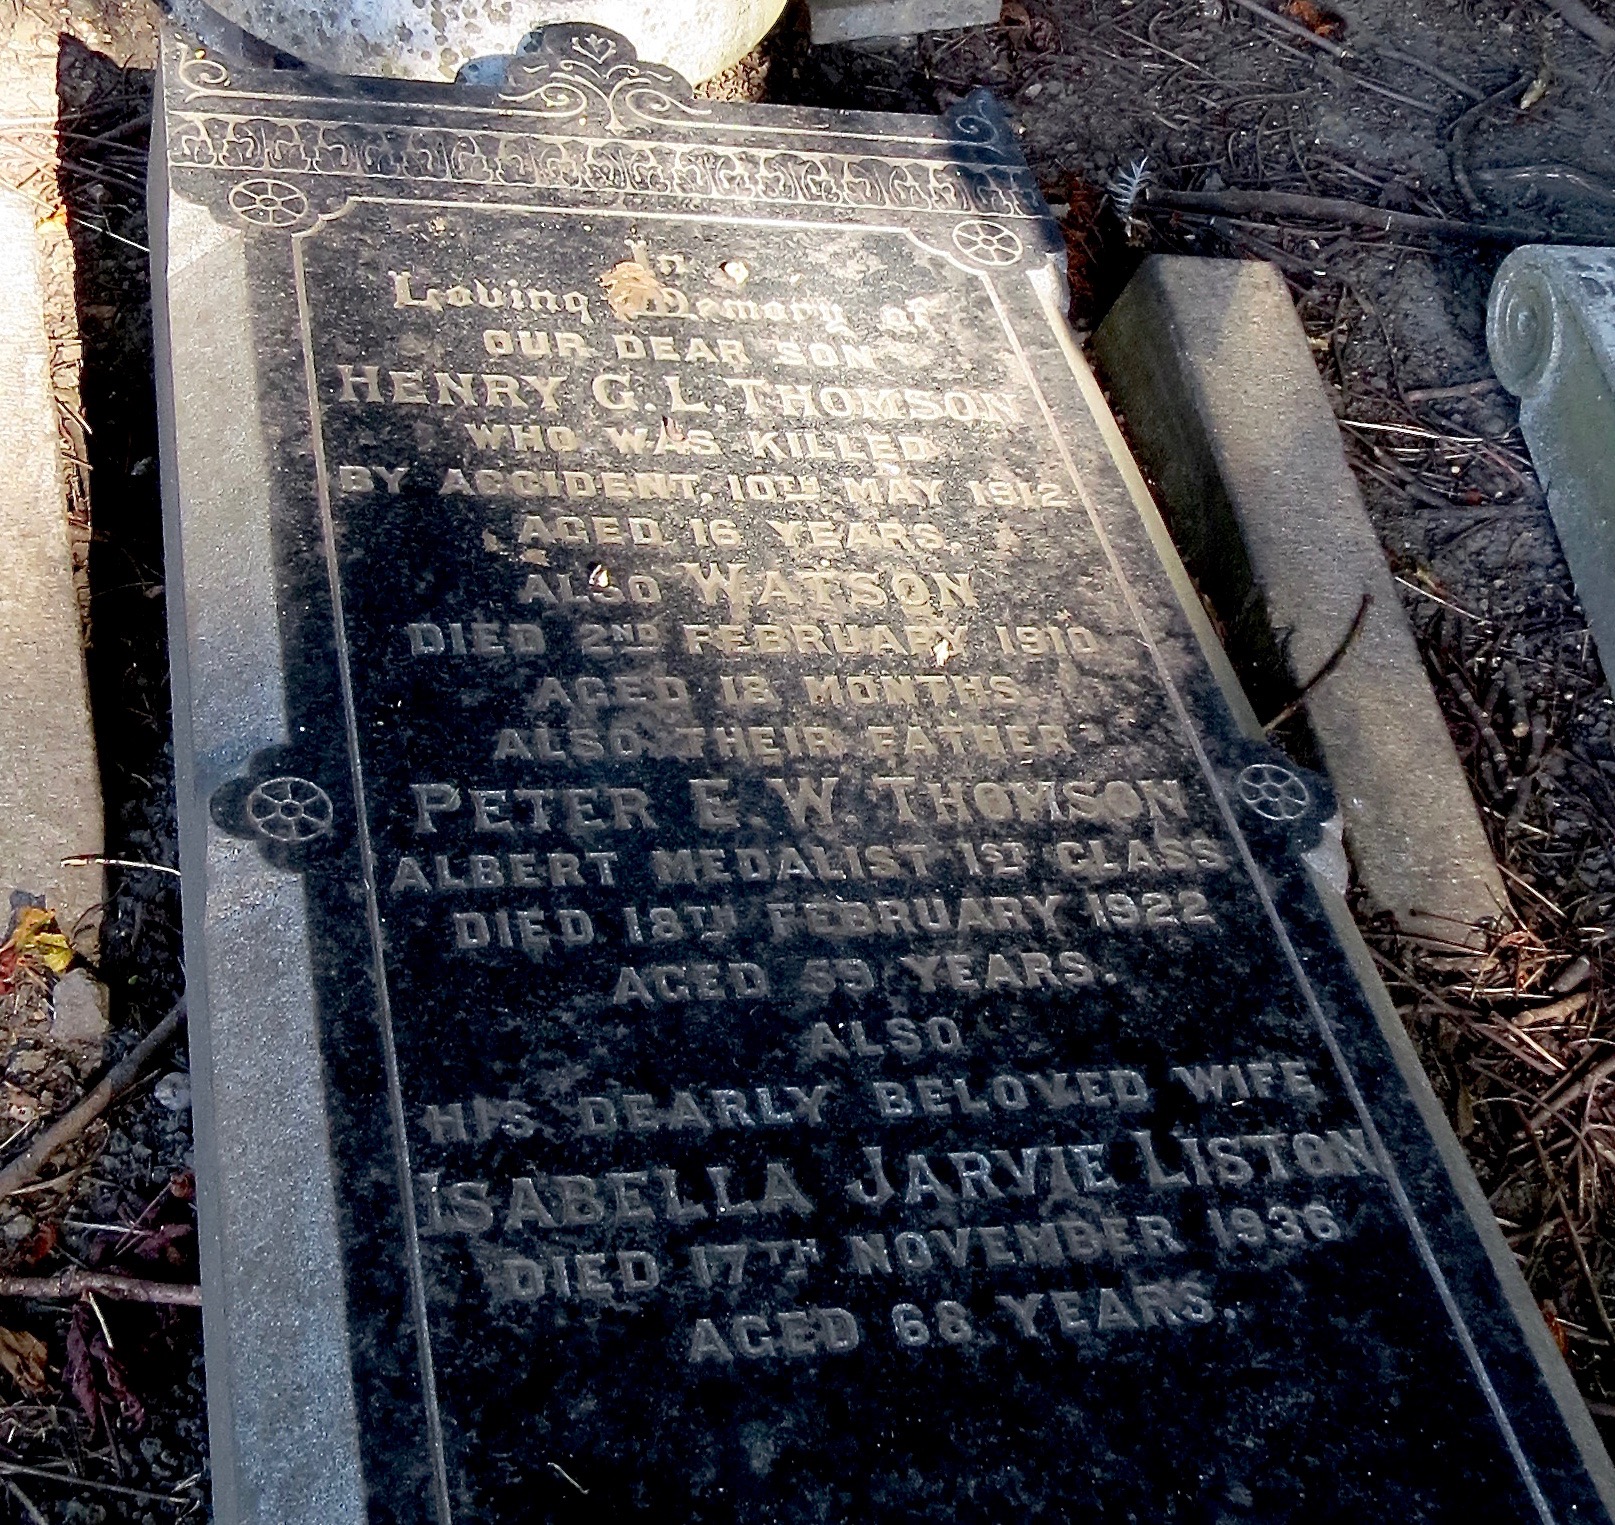 In
Loving Memory of
OUR DEAR SON
HENRY G. L. THOMSON
WHO WAS KILLED
BY ACCIDENT, 10TH MAY 1912
AGED 16 YEARS.
ALSO WATSON
DIED 2ND FEBRUARY 1910
AGED 18 MONTHS.
ALSO THEIR FATHER
PETER E. W. THOMSON
ALBERT MEDALIST 1ST CLASS
DIED 18TH FEBRUARY 1922
AGED 59 YEARS.
ALSO
HIS DEARLY BELOVED WIFE
ISABELLA JARVIE LISTON
DIED 17TH NOVEMBER 1936
AGED 68 YEARS.